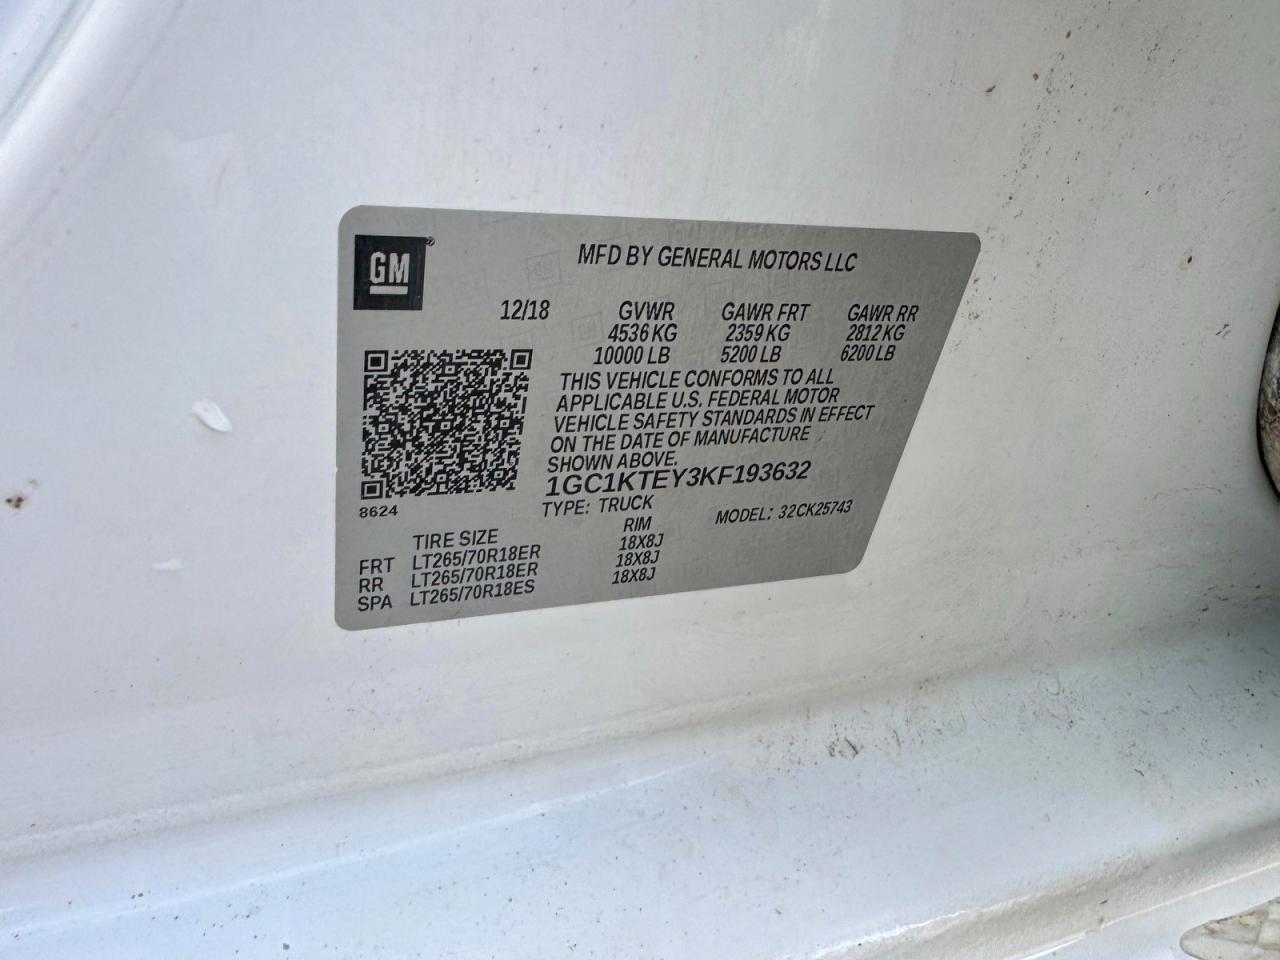 GM
MFD BY GENERAL MOTORS LLC
12/18 GVWR GAWR FRT GAWR RR
4536 KG 2359 KG 2812 KG
10000 LB 5200 LB 6200 LB
THIS VEHICLE CONFORMS TO ALL
APPLICABLE U.S. FEDERAL MOTOR
VEHICLE SAFETY STANDARDS IN EFFECT
ON THE DATE OF MANUFACTURE
SHOWN ABOVE.
1GC1KTEY3KF193632
TYPE: TRUCK MODEL: 32CK25743
8624
TIRE SIZE RIM
FRT LT265/70R18ER 18X8J
RR LT265/70R18ER 18X8J
SPA LT265/70R18ES 18X8J